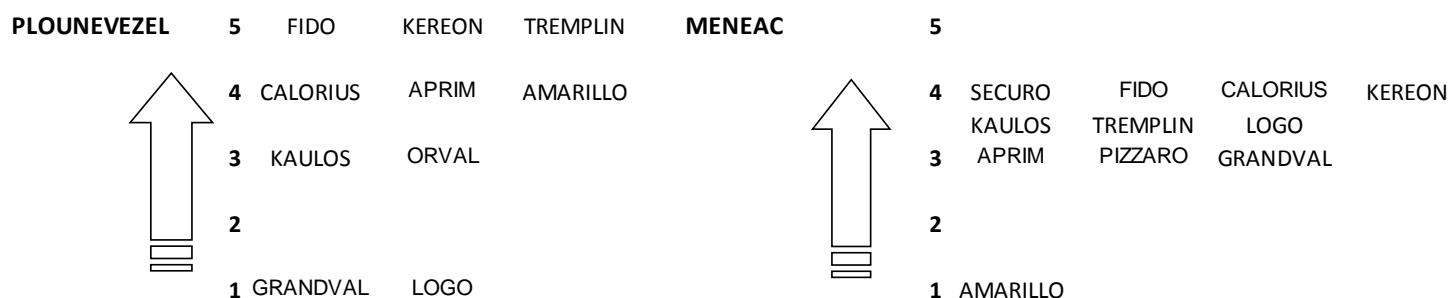 PLOUNEVEZEL 5 FIDO KEREON TREMPLIN
4 CALORIUS APRIM AMARILLO
3 KAULOS ORVAL
2
1 GRANDVAL LOGO
MENEAC 5
4 SECURO FIDO CALORIUS KEREON
KAULOS TREMPLIN LOGO
3 APRIM PIZZARO GRANDVAL
2
1 AMARILLO